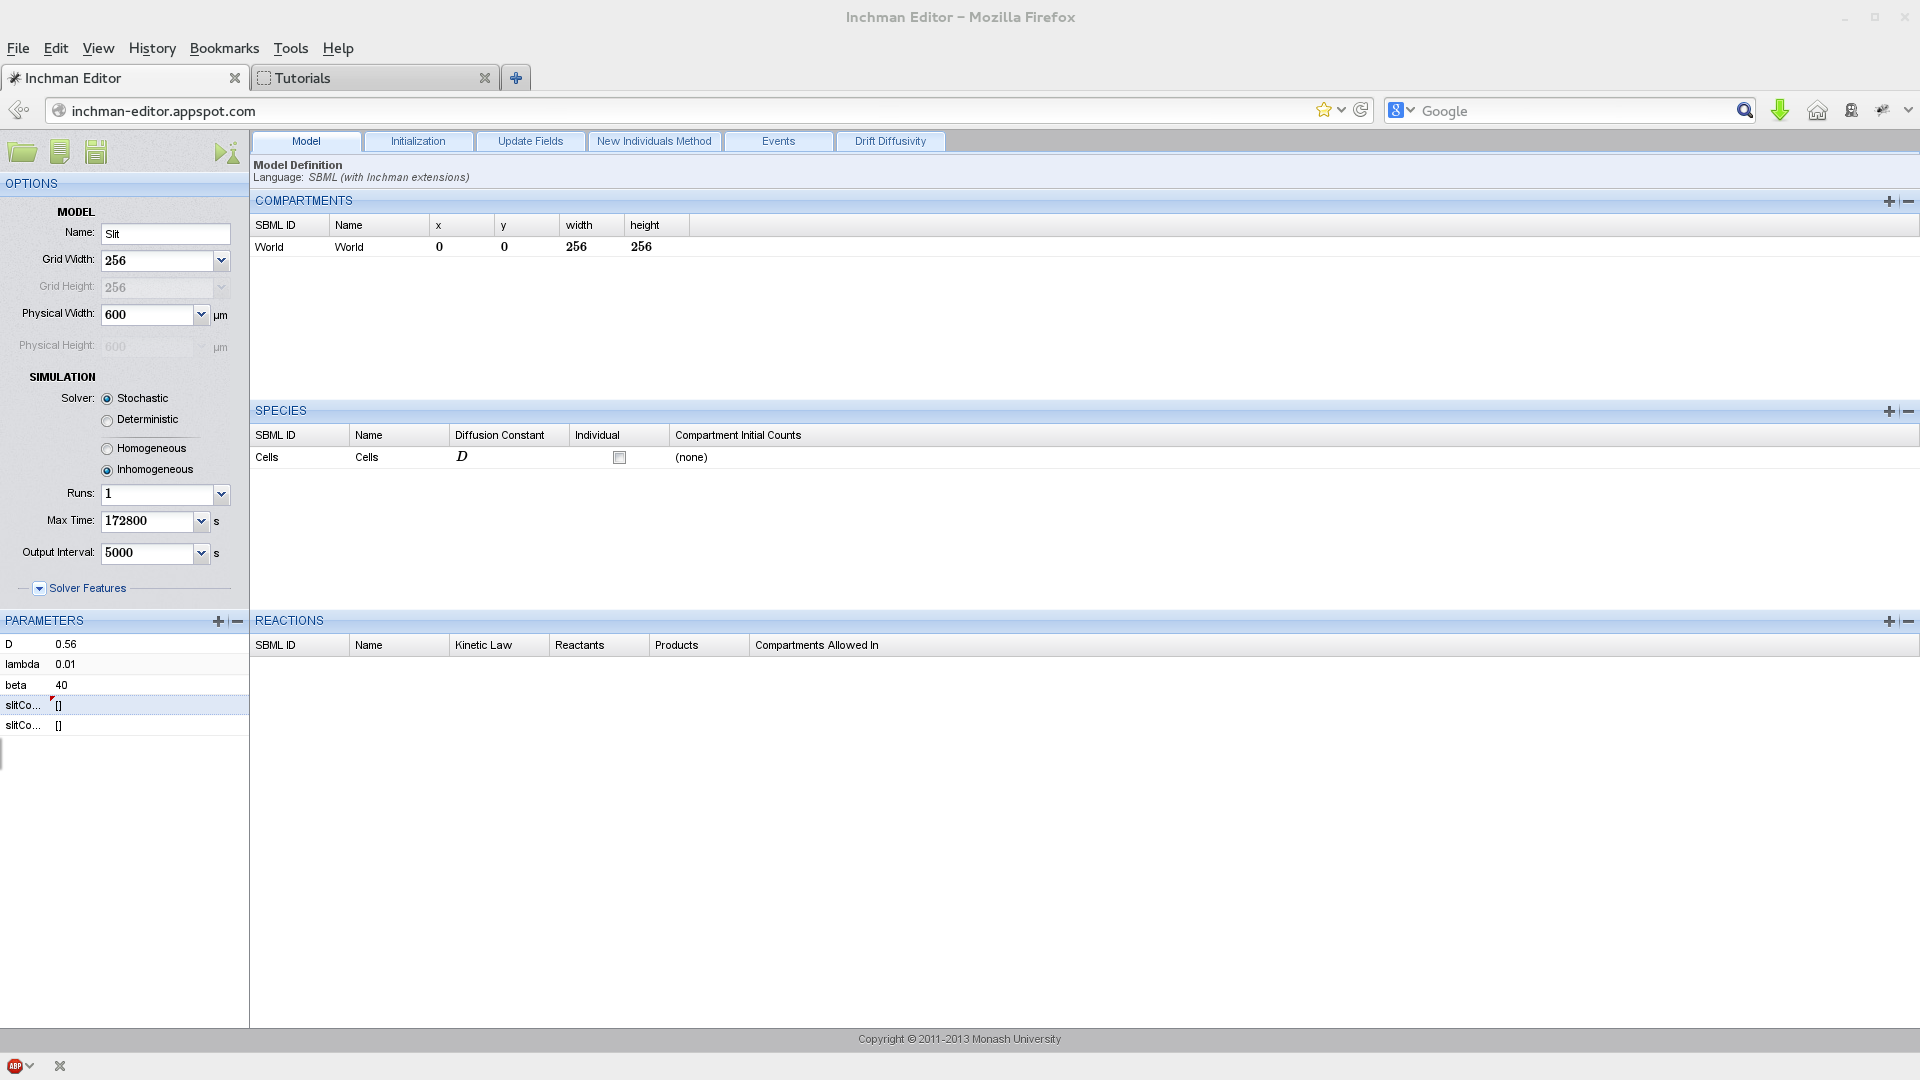 Inchman Editor – Mozilla Firefox
File Edit View History Bookmarks Tools Help
Inchman Editor Tutorials
inchman-editor.appspot.com Google
Model Initialization Update Fields New Individuals Method Events Drift Diffusivity
Model Definition
Language: SBML (with Inchman extensions)
OPTIONS
MODEL
Name: Slit
Grid Width: 256
Grid Height: 256
Physical Width: 600 µm
Physical Height: 600 µm
SIMULATION
Solver: Stochastic
Deterministic
Homogeneous
Inhomogeneous
Runs: 1
Max Time: 172800 s
Output Interval: 5000 s
Solver Features
PARAMETERS
D 0.56
lambda 0.01
beta 40
slitCo... []
slitCo... []
COMPARTMENTS
SBML ID Name x y width height
World World 0 0 256 256
SPECIES
SBML ID Name Diffusion Constant Individual Compartment Initial Counts
Cells Cells D (none)
REACTIONS
SBML ID Name Kinetic Law Reactants Products Compartments Allowed In
Copyright © 2011-2013 Monash University
ABP